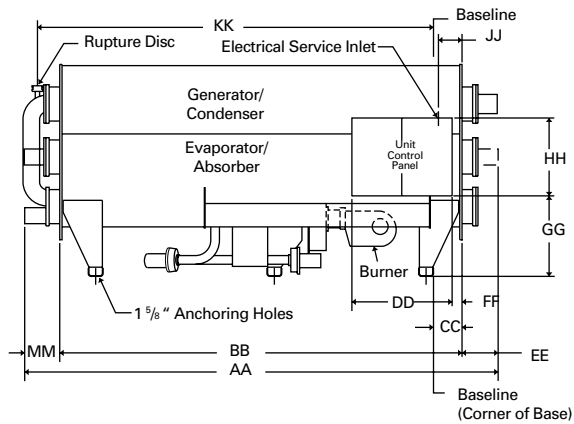 KK
Baseline
JJ
Rupture Disc
Electrical Service Inlet
Generator/
Condenser
Evaporator/
Absorber
Unit
Control
Panel
HH
GG
Burner
1 5/8 " Anchoring Holes
DD
FF
CC
MM
BB
EE
AA
Baseline
(Corner of Base)